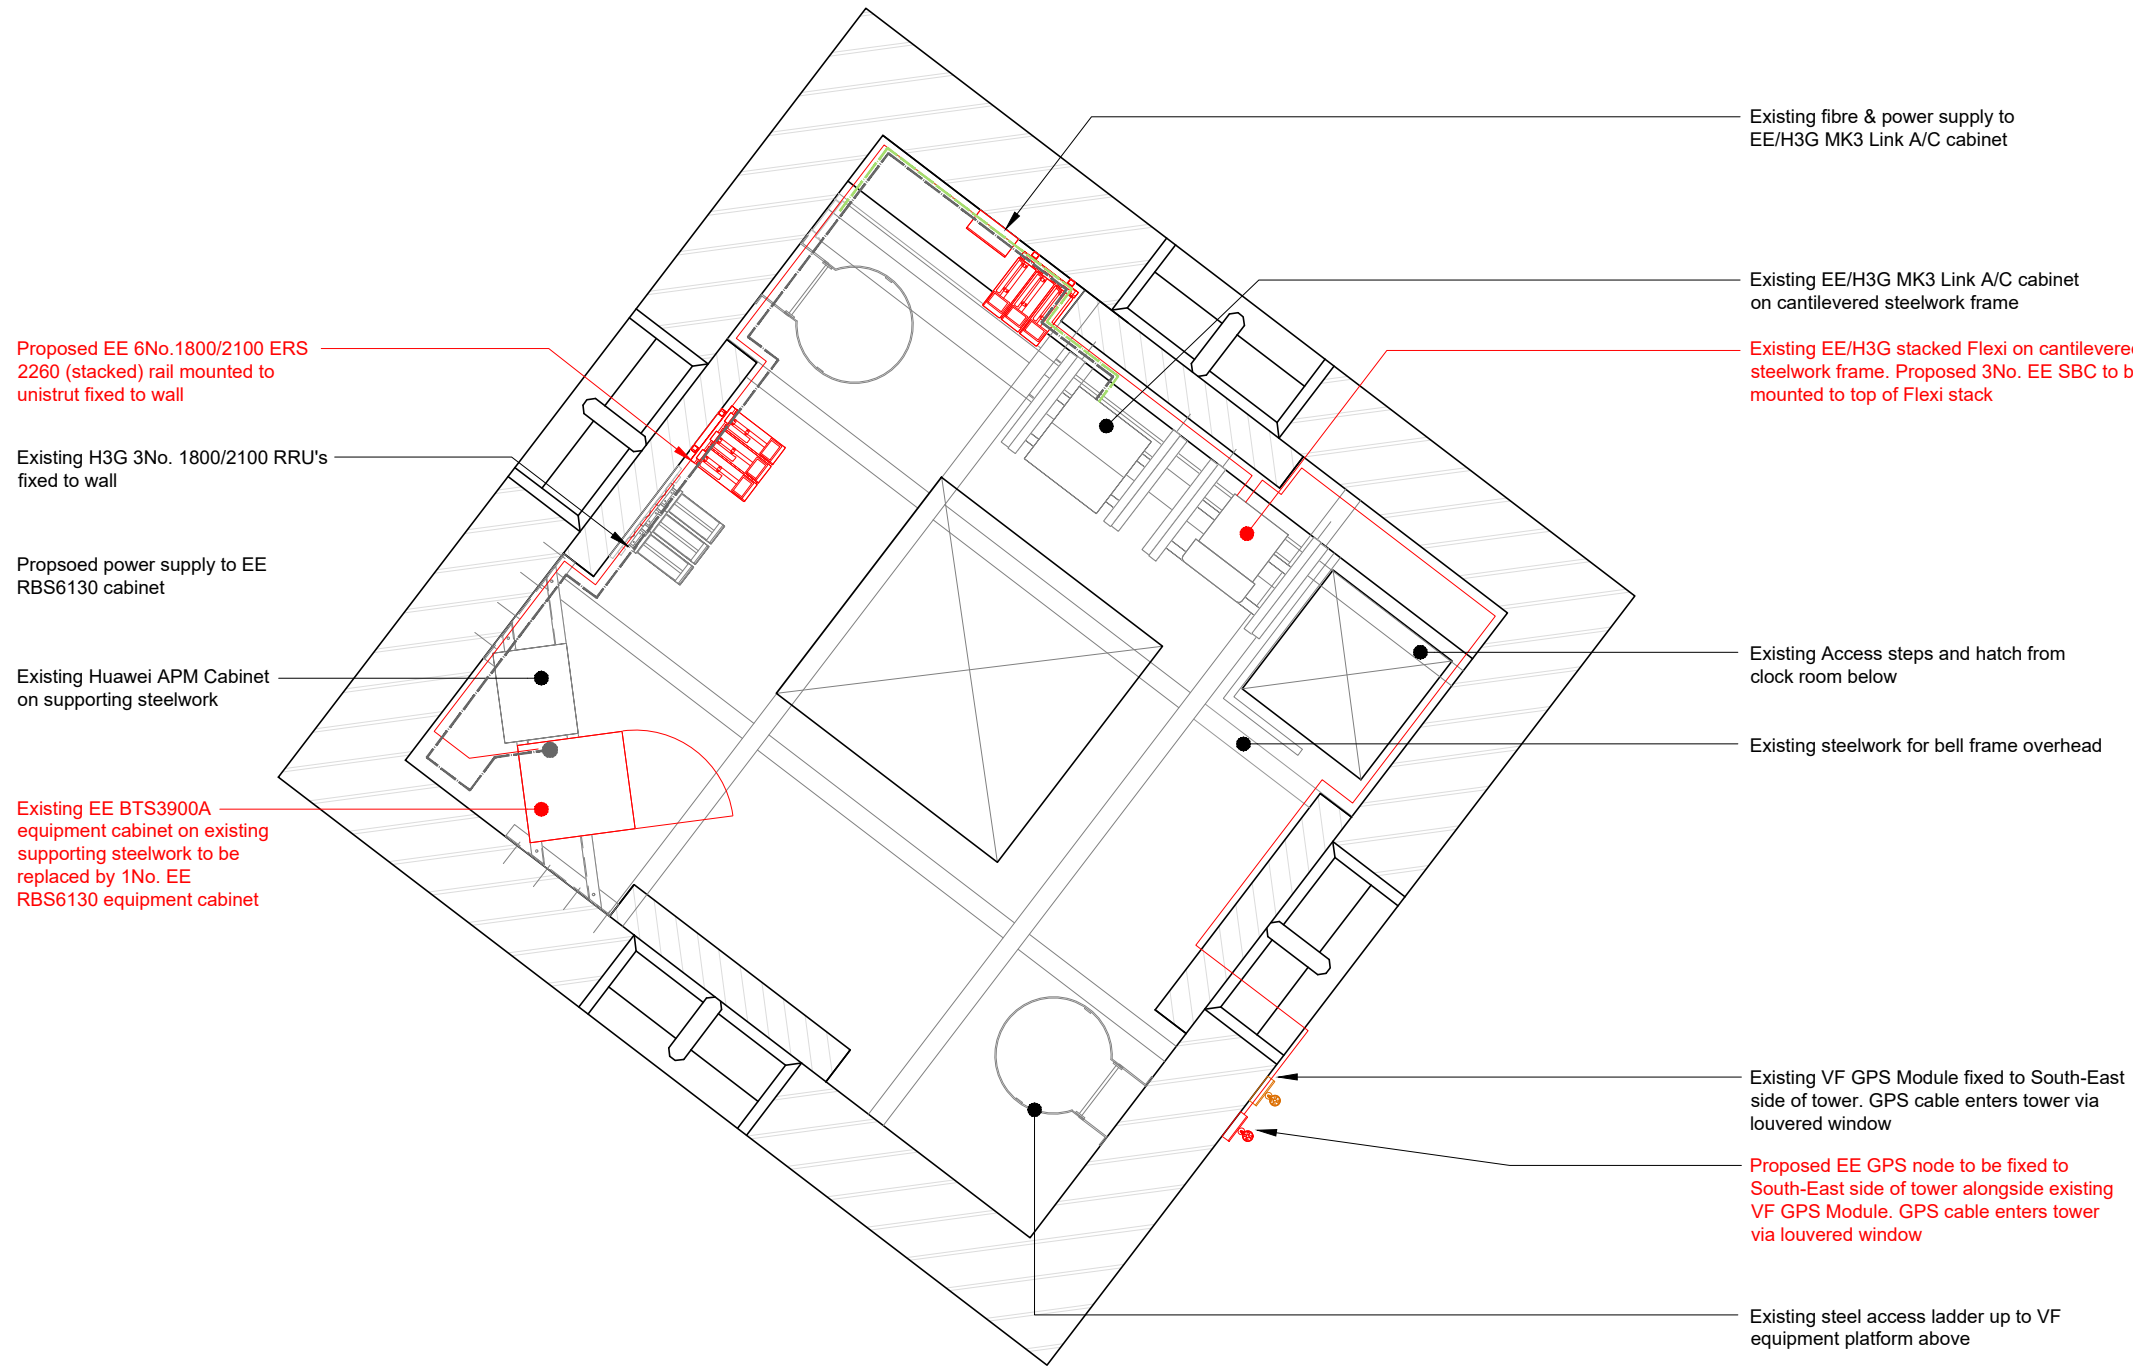 Proposed EE 6No.1800/2100 ERS
2260 (stacked) rail mounted to
unistrut fixed to wall
Existing H3G 3No. 1800/2100 RRU's
fixed to wall
Propsoed power supply to EE
RBS6130 cabinet
Existing Huawei APM Cabinet
on supporting steelwork
Existing EE BTS3900A
equipment cabinet on existing
supporting steelwork to be
replaced by 1No. EE
RBS6130 equipment cabinet
Existing fibre & power supply to
EE/H3G MK3 Link A/C cabinet
Existing EE/H3G MK3 Link A/C cabinet
on cantilevered steelwork frame
Existing EE/H3G stacked Flexi on cantilevere
steelwork frame. Proposed 3No. EE SBC to b
mounted to top of Flexi stack
Existing Access steps and hatch from
clock room below
Existing steelwork for bell frame overhead
Existing VF GPS Module fixed to South-East
side of tower. GPS cable enters tower via
louvered window
Proposed EE GPS node to be fixed to
South-East side of tower alongside existing
VF GPS Module. GPS cable enters tower
via louvered window
Existing steel access ladder up to VF
equipment platform above